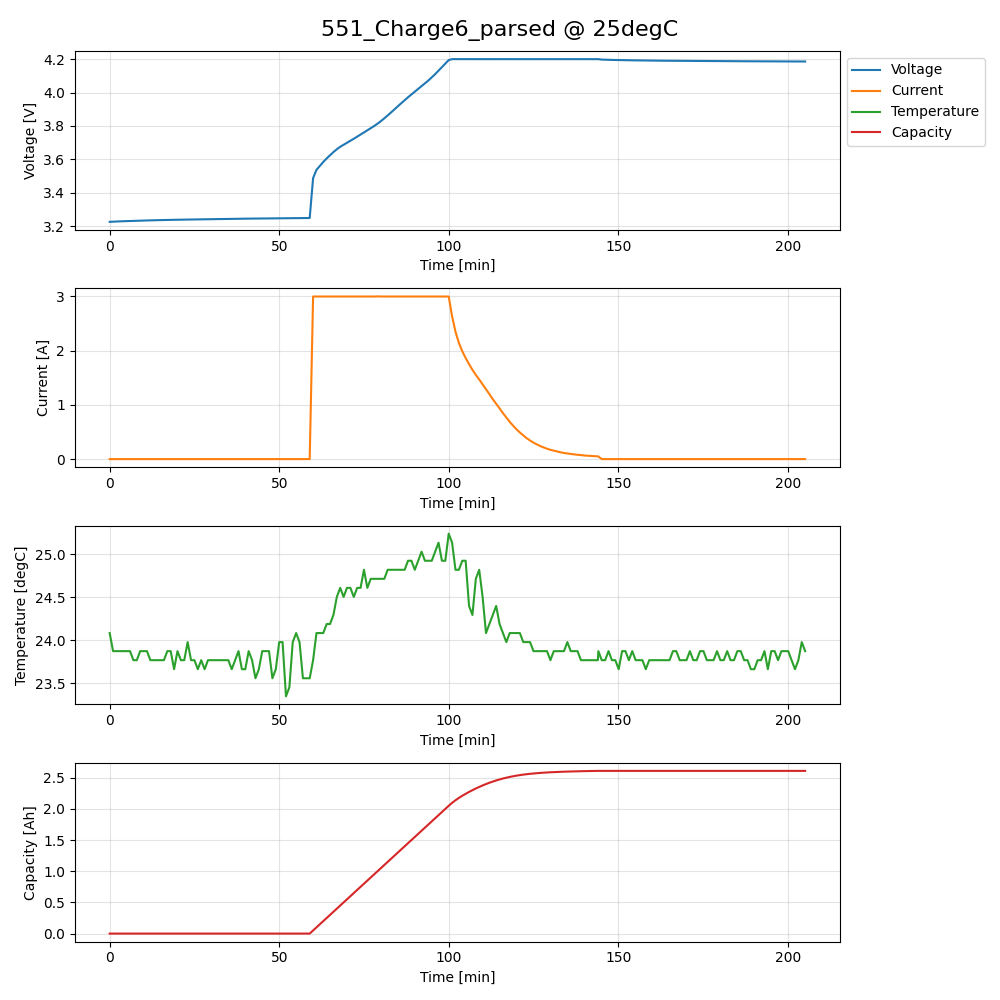 551_Charge6_parsed @ 25degC
Voltage [V]
4.2
4.0
3.8
3.6
3.4
3.2
0 50 100 150 200
Time [min]
Voltage
Current
Temperature
Capacity
Current [A]
3
2
1
0
0 50 100 150 200
Time [min]
Temperature [degC]
25.0
24.5
24.0
23.5
0 50 100 150 200
Time [min]
Capacity [Ah]
2.5
2.0
1.5
1.0
0.5
0.0
0 50 100 150 200
Time [min]